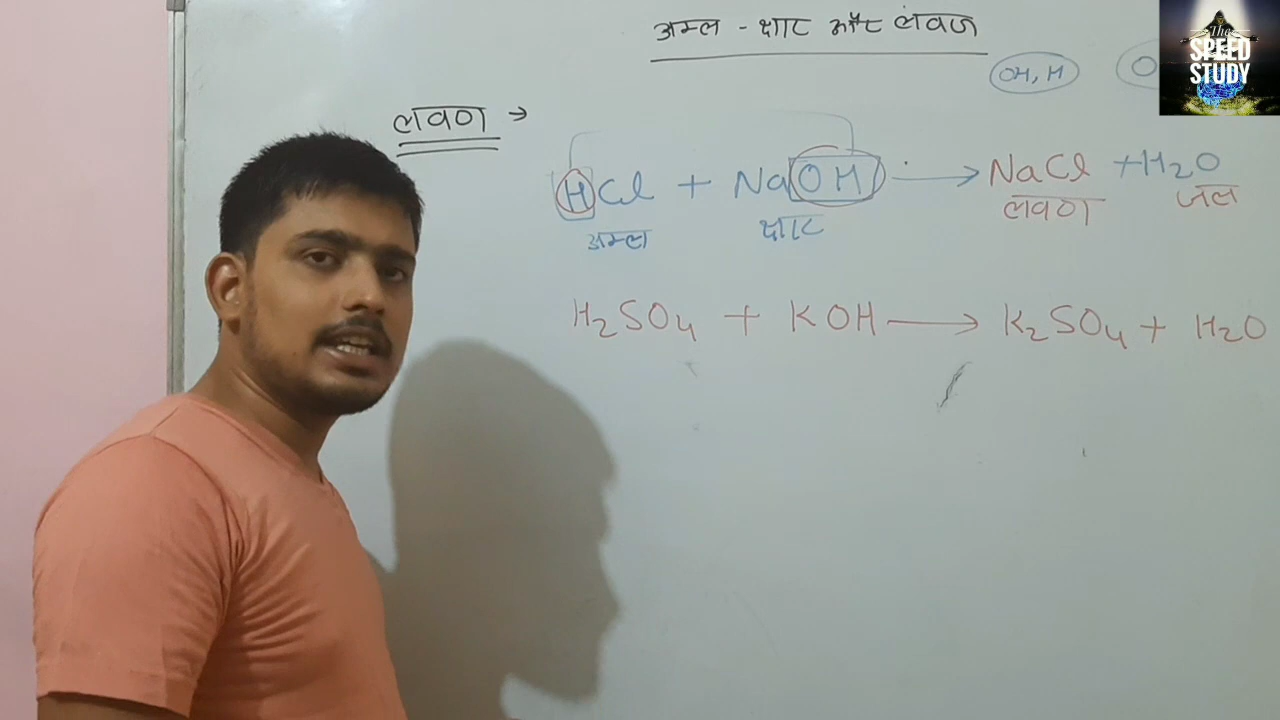 अम्ल - क्षार और लवण
OH, H
The
SPEED
STUDY
लवण →
HCl + NaOH → NaCl + H₂O
अम्ल क्षार लवण जल
H₂SO₄ + KOH → K₂SO₄ + H₂O